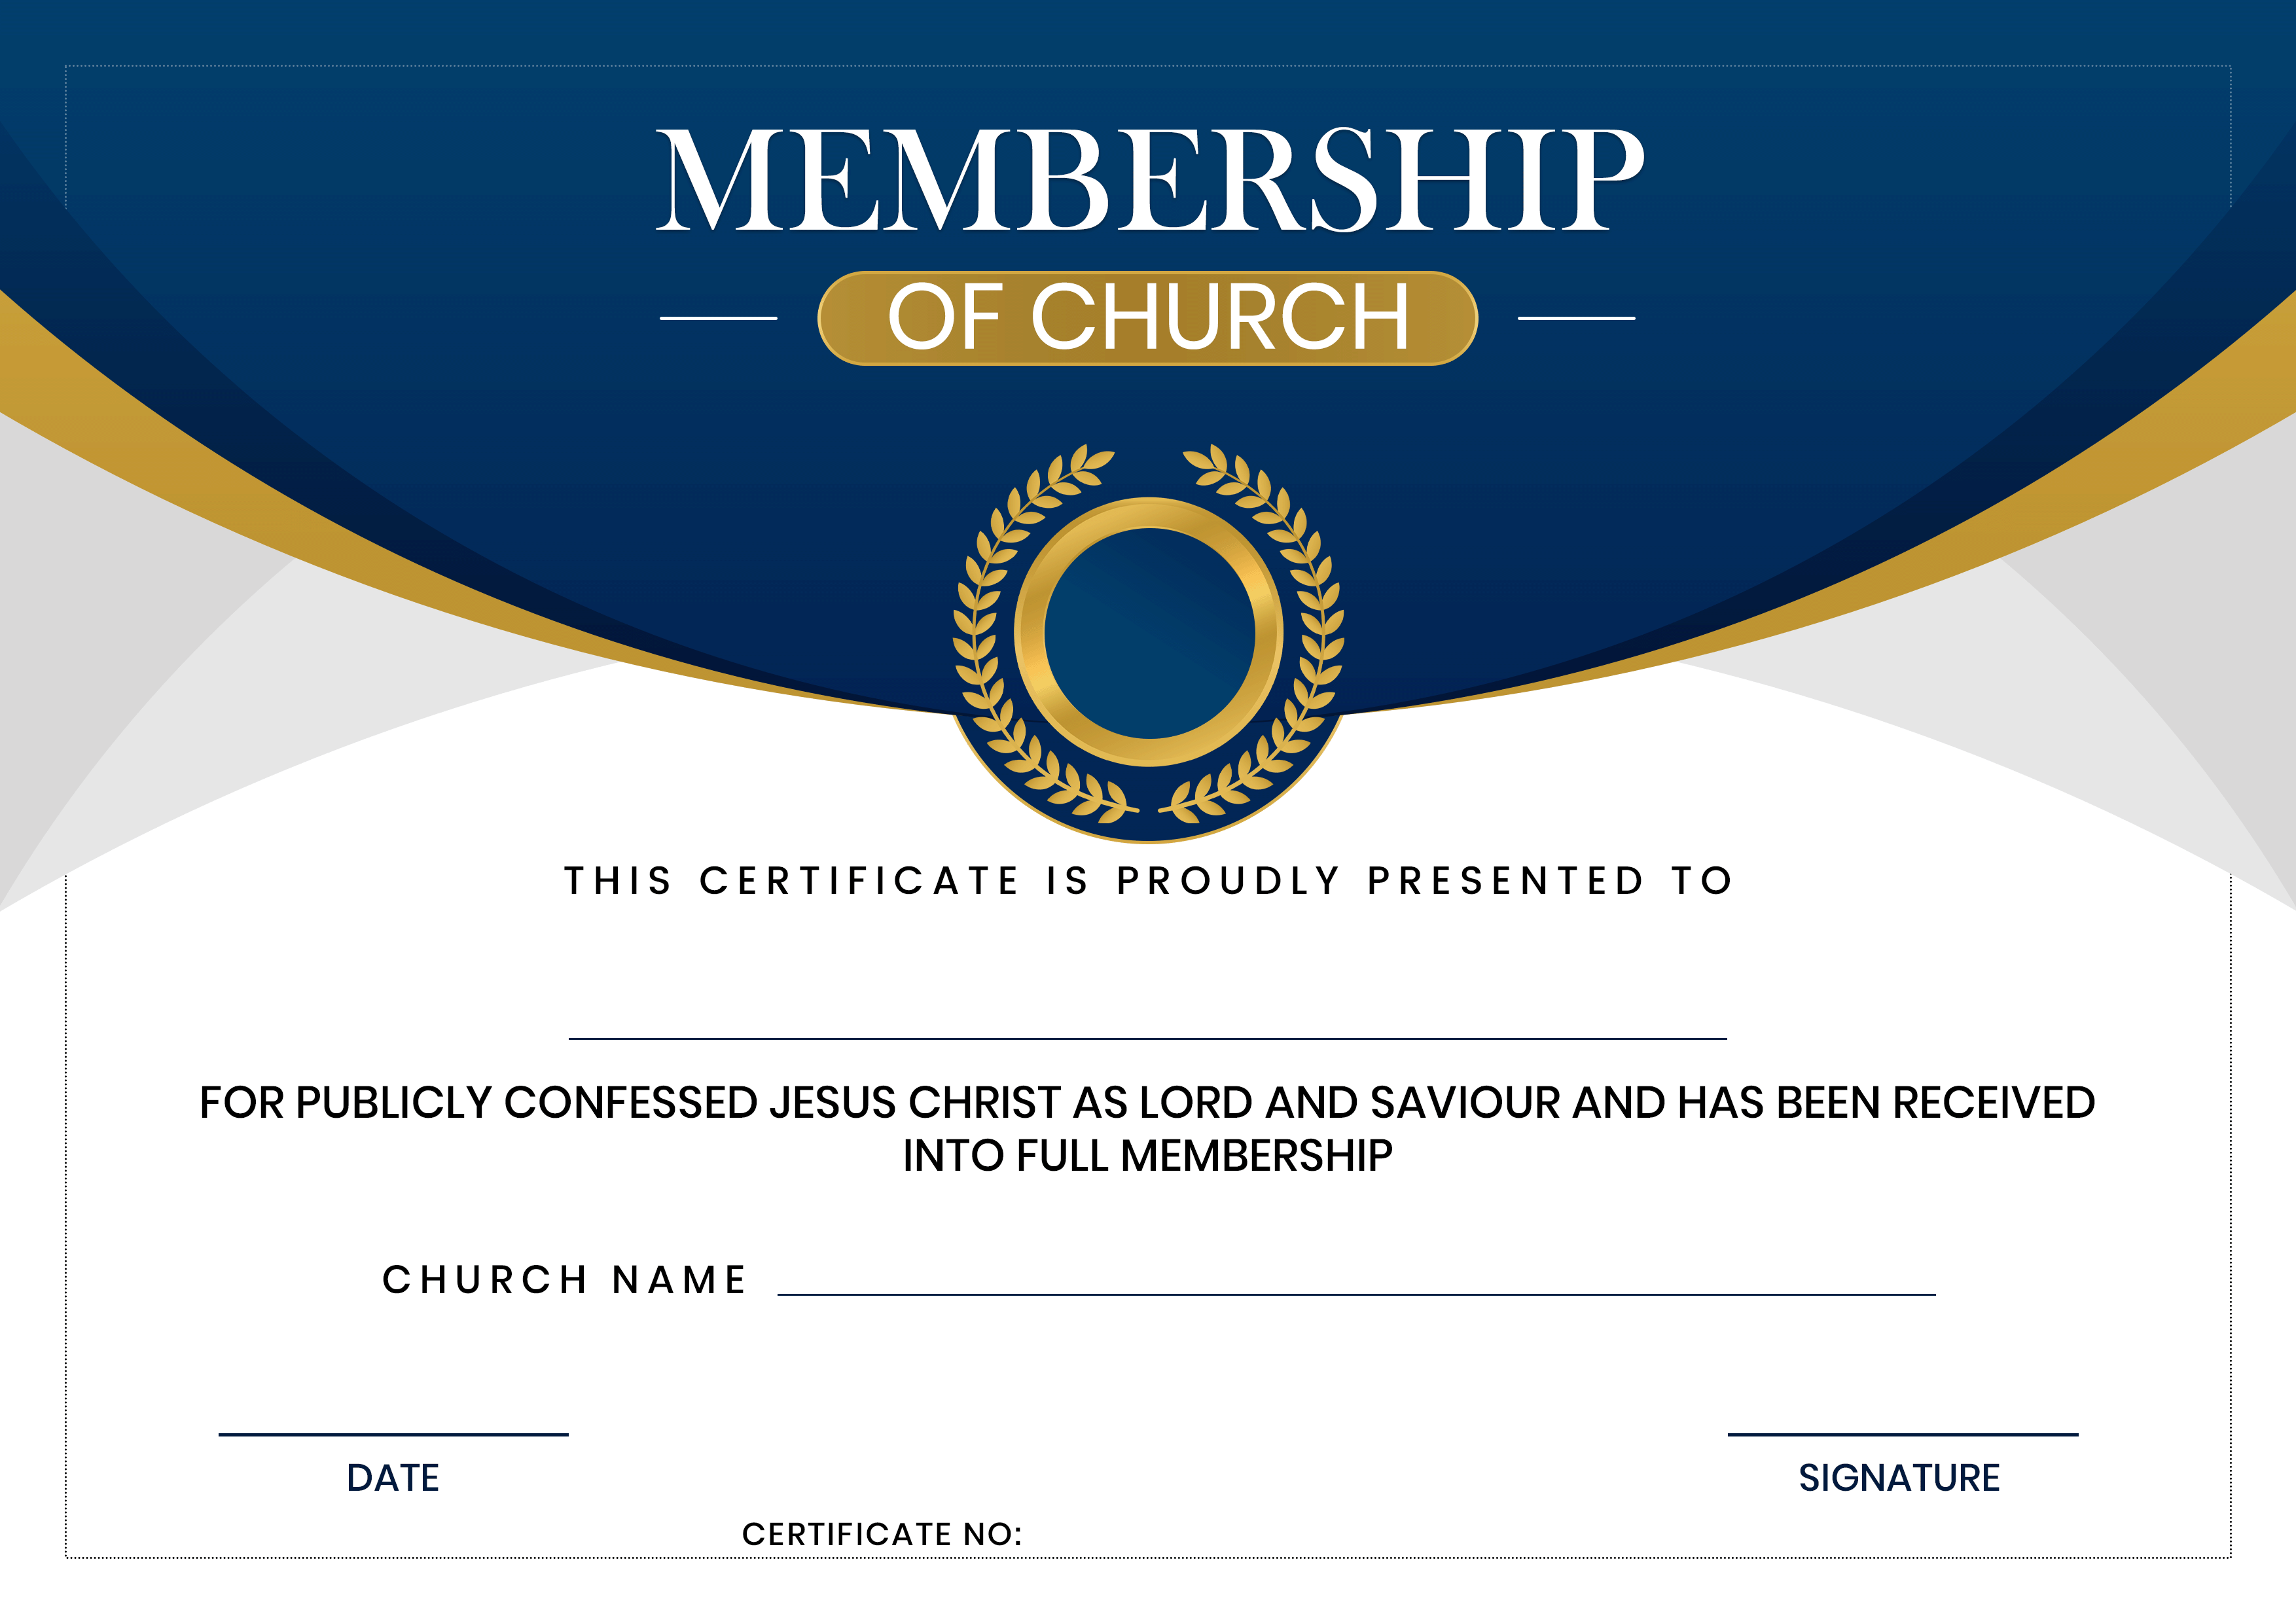 MEMBERSHIP
OF CHURCH
THIS CERTIFICATE IS PROUDLY PRESENTED TO
FOR PUBLICLY CONFESSED JESUS CHRIST AS LORD AND SAVIOUR AND HAS BEEN RECEIVED
INTO FULL MEMBERSHIP
CHURCH NAME
DATE
SIGNATURE
CERTIFICATE NO: